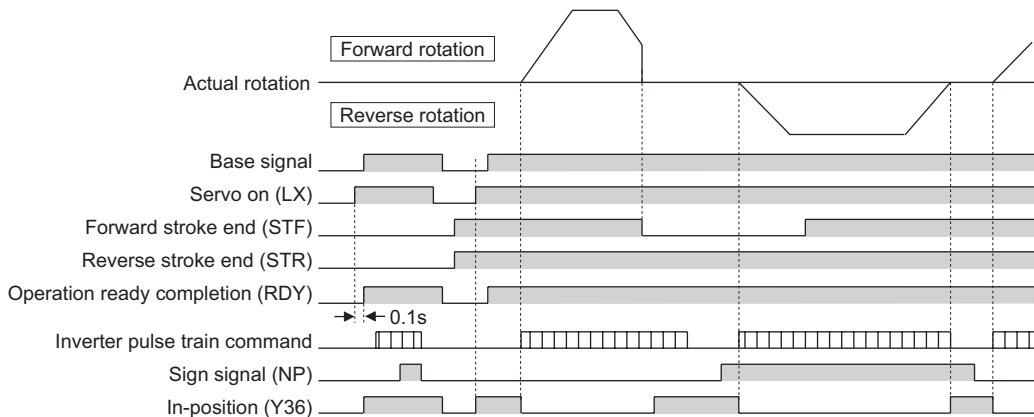 Forward rotation
Actual rotation
Reverse rotation
Base signal
Servo on (LX)
Forward stroke end (STF)
Reverse stroke end (STR)
Operation ready completion (RDY)
0.1s
Inverter pulse train command
Sign signal (NP)
In-position (Y36)